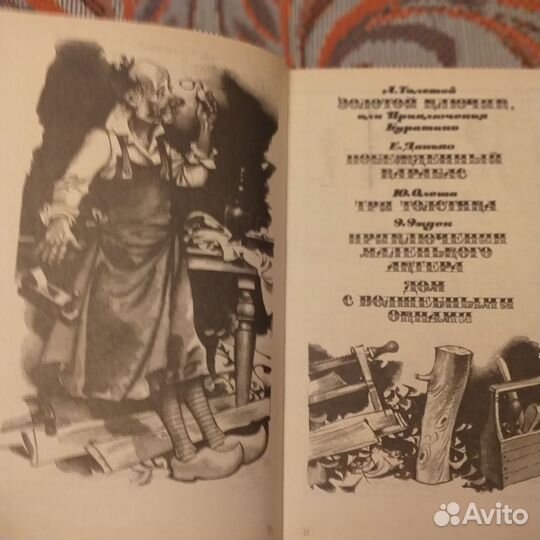 А. Толстой
ЗОЛОТОЙ КЛЮЧИК,
или Приключения
Буратино
Е. Данько
ПОБЕЖДЕННЫЙ
КАРАБАС
Ю. Олеша
ТРИ ТОЛСТЯКА
Э. Эмден
ПРИКЛЮЧЕНИЯ
МАЛЕНЬКОГО
АКТЕРА
ДОМ
С ВОЛШЕБНЫМИ
ОКНАМИ
Avito